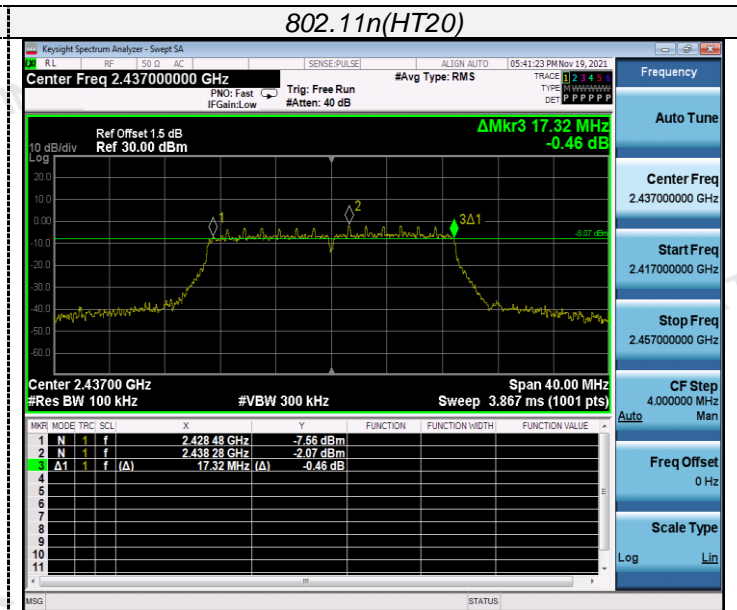 802.11n(HT20)
Keysight Spectrum Analyzer - Swept SA
RL RF 50 Ω AC SENSE:PULSE ALIGN AUTO 05:41:23 PM Nov 19, 2021
Center Freq 2.437000000 GHz #Avg Type: RMS TRACE 1 2 3 4 5 6
PNO: Fast Trig: Free Run TYPE M WWWWW
IFGain:Low #Atten: 40 dB DET P P P P P P
Frequency
Auto Tune
Ref Offset 1.5 dB ΔMkr3 17.32 MHz
10 dB/div Ref 30.00 dBm -0.46 dB
Log
20.0
10.0
0.00
-10.0
-20.0
-30.0
-40.0
-50.0
-60.0
1
2
3Δ1
-8.07 dBm
Center 2.43700 GHz Span 40.00 MHz
#Res BW 100 kHz #VBW 300 kHz Sweep 3.867 ms (1001 pts)
MKR MODE TRC SCL X Y FUNCTION FUNCTION WIDTH FUNCTION VALUE
1 N 1 f 2.428 48 GHz -7.56 dBm
2 N 1 f 2.438 28 GHz -2.07 dBm
3 Δ1 1 f (Δ) 17.32 MHz (Δ) -0.46 dB
4
5
6
7
8
9
10
11
Center Freq
2.437000000 GHz
Start Freq
2.417000000 GHz
Stop Freq
2.457000000 GHz
CF Step
4.000000 MHz
Auto Man
Freq Offset
0 Hz
Scale Type
Log Lin
MSG STATUS